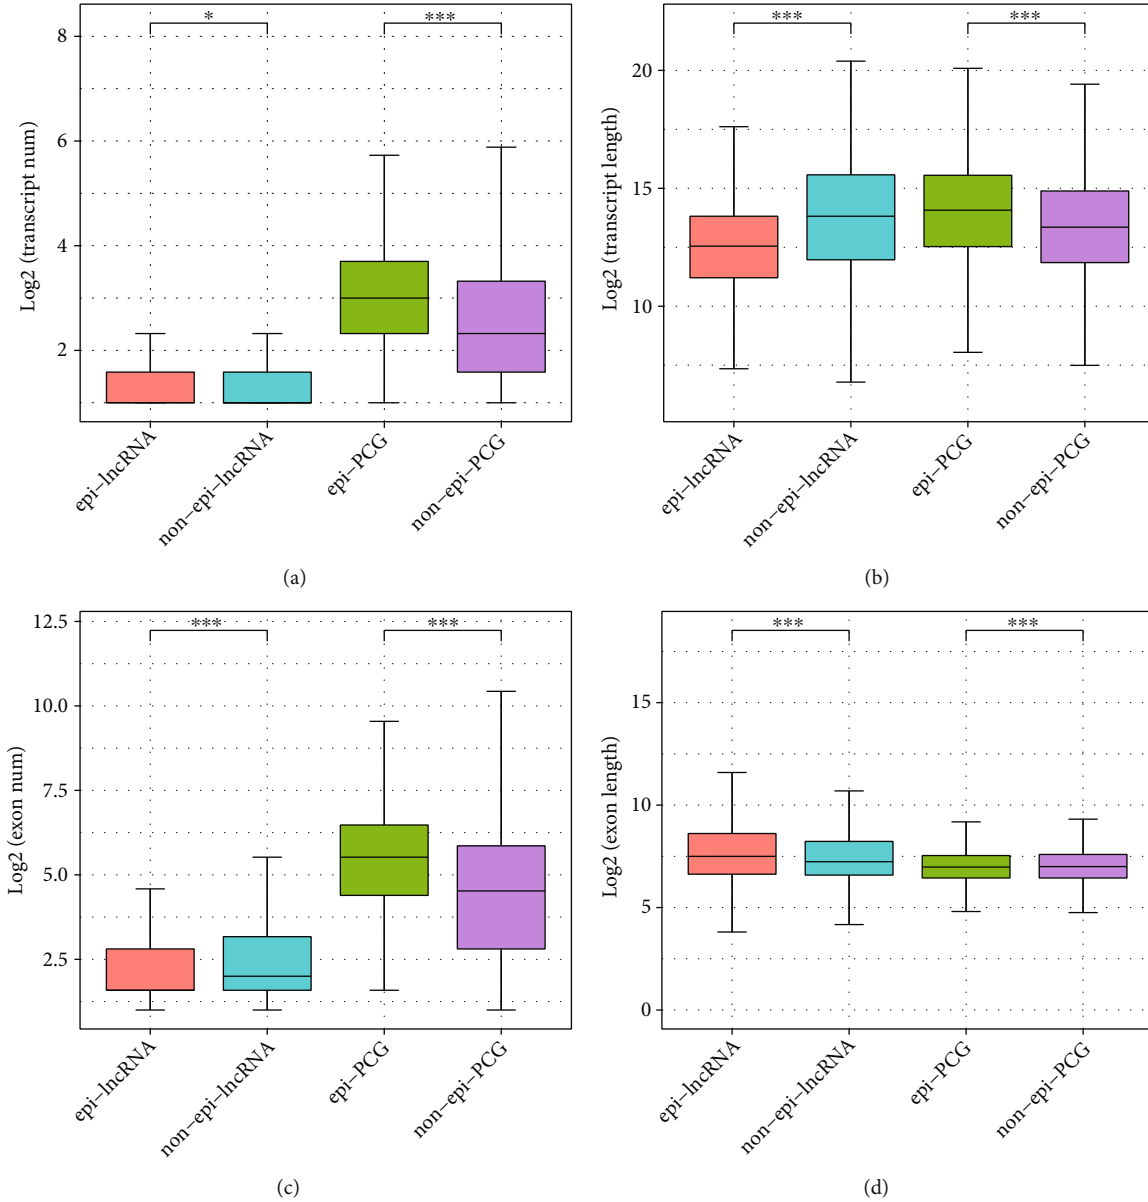 * ***
8
6
4
2
Log2 (transcript num)
epi-lncRNA
non-epi-lncRNA
epi-PCG
non-epi-PCG
(a)
*** ***
20
15
10
Log2 (transcript length)
epi-lncRNA
non-epi-lncRNA
epi-PCG
non-epi-PCG
(b)
*** ***
12.5
10.0
7.5
5.0
2.5
Log2 (exon num)
epi-lncRNA
non-epi-lncRNA
epi-PCG
non-epi-PCG
(c)
*** ***
15
10
5
0
Log2 (exon length)
epi-lncRNA
non-epi-lncRNA
epi-PCG
non-epi-PCG
(d)